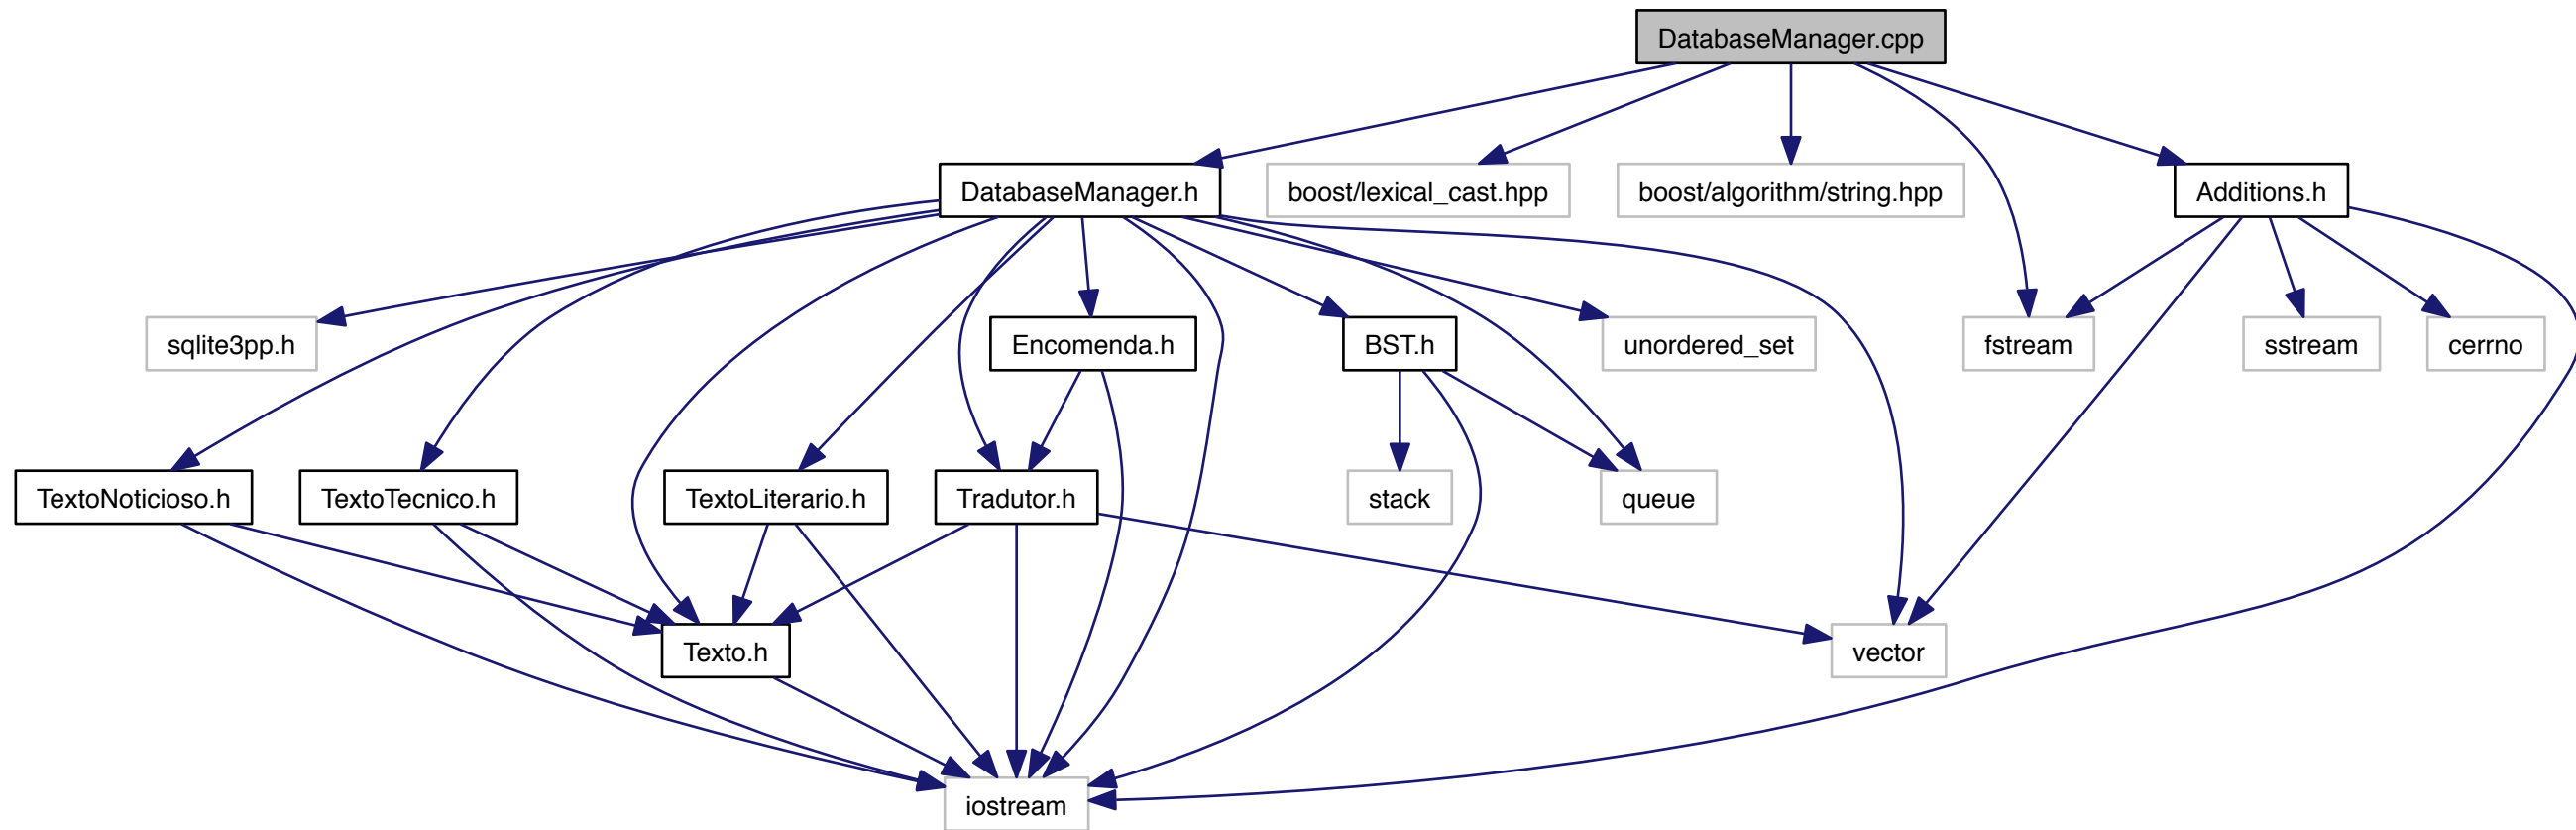 DatabaseManager.cpp
DatabaseManager.h
boost/lexical_cast.hpp
boost/algorithm/string.hpp
Additions.h
sqlite3pp.h
Encomenda.h
BST.h
unordered_set
fstream
sstream
cerrno
TextoNoticioso.h
TextoTecnico.h
TextoLiterario.h
Tradutor.h
stack
queue
Texto.h
vector
iostream